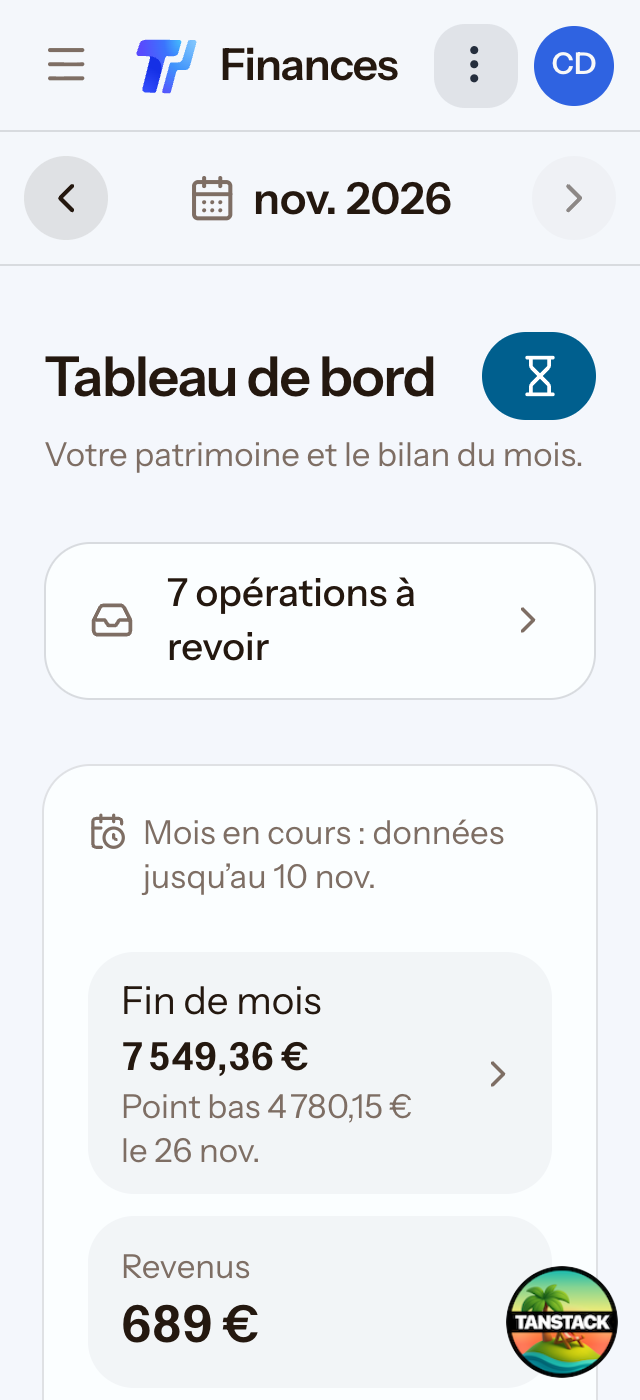 Finances
CD
nov. 2026
Tableau de bord
Votre patrimoine et le bilan du mois.
7 opérations à
revoir
Mois en cours : données
jusqu’au 10 nov.
Fin de mois
7 549,36 €
Point bas 4 780,15 €
le 26 nov.
Revenus
689 €
TANSTACK